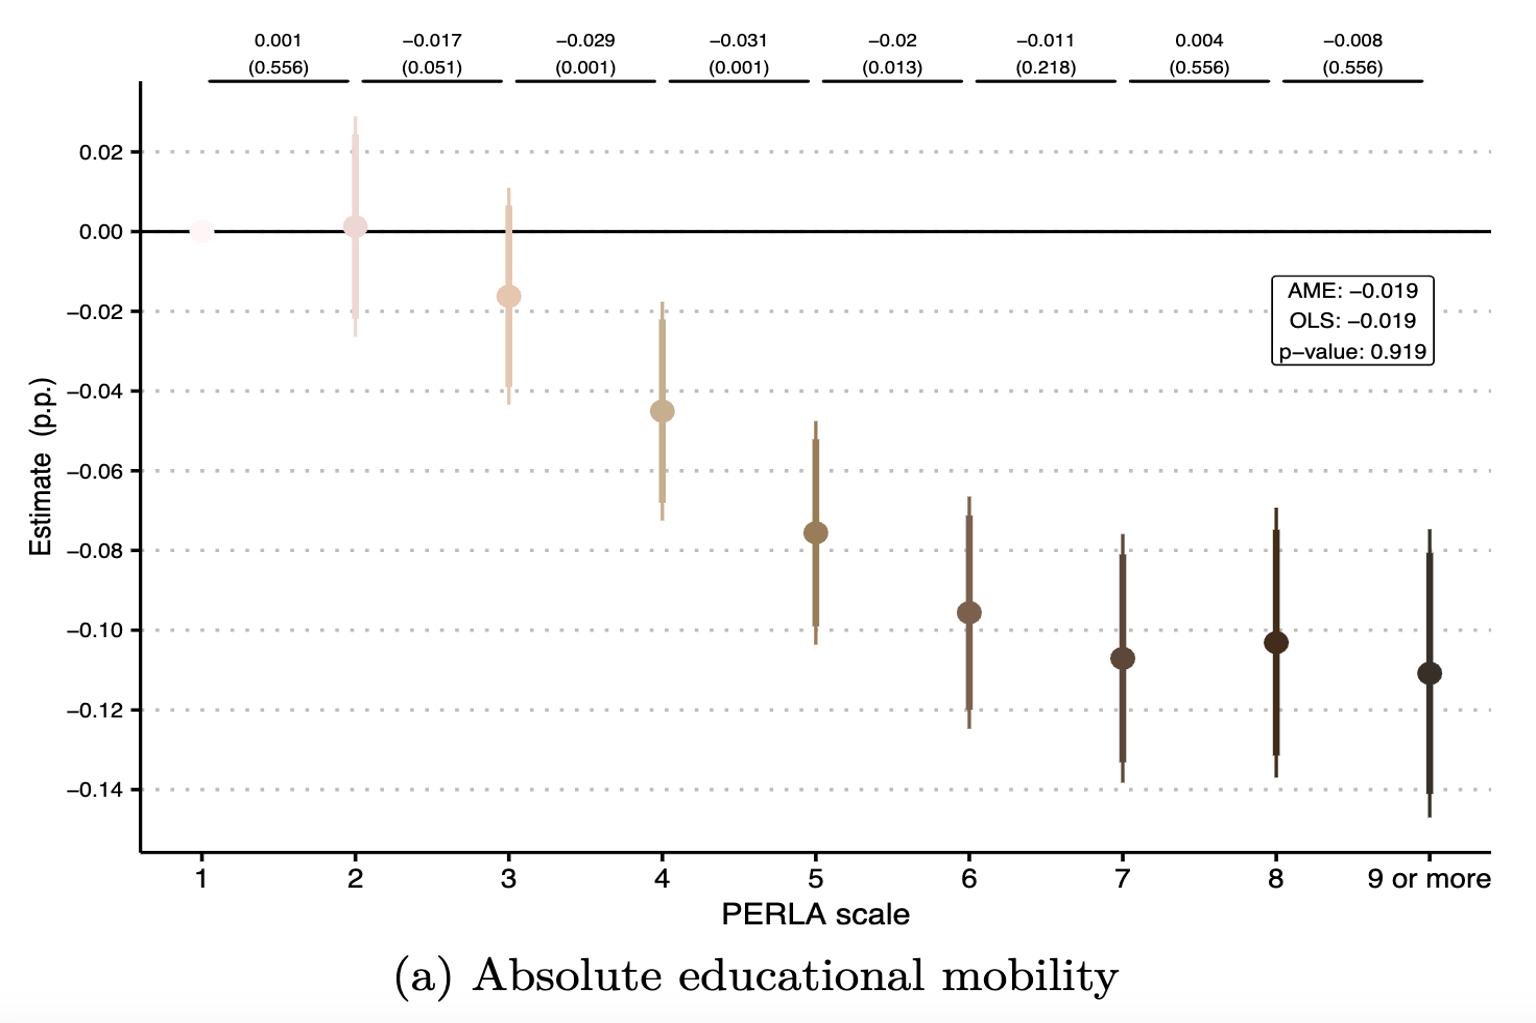 0.001 −0.017 −0.029 −0.031 −0.02 −0.011 0.004 −0.008
(0.556) (0.051) (0.001) (0.001) (0.013) (0.218) (0.556) (0.556)
0.02
0.00
−0.02
−0.04
−0.06
−0.08
−0.10
−0.12
−0.14
Estimate (p.p.)
AME: −0.019
OLS: −0.019
p−value: 0.919
1 2 3 4 5 6 7 8 9 or more
PERLA scale
(a) Absolute educational mobility